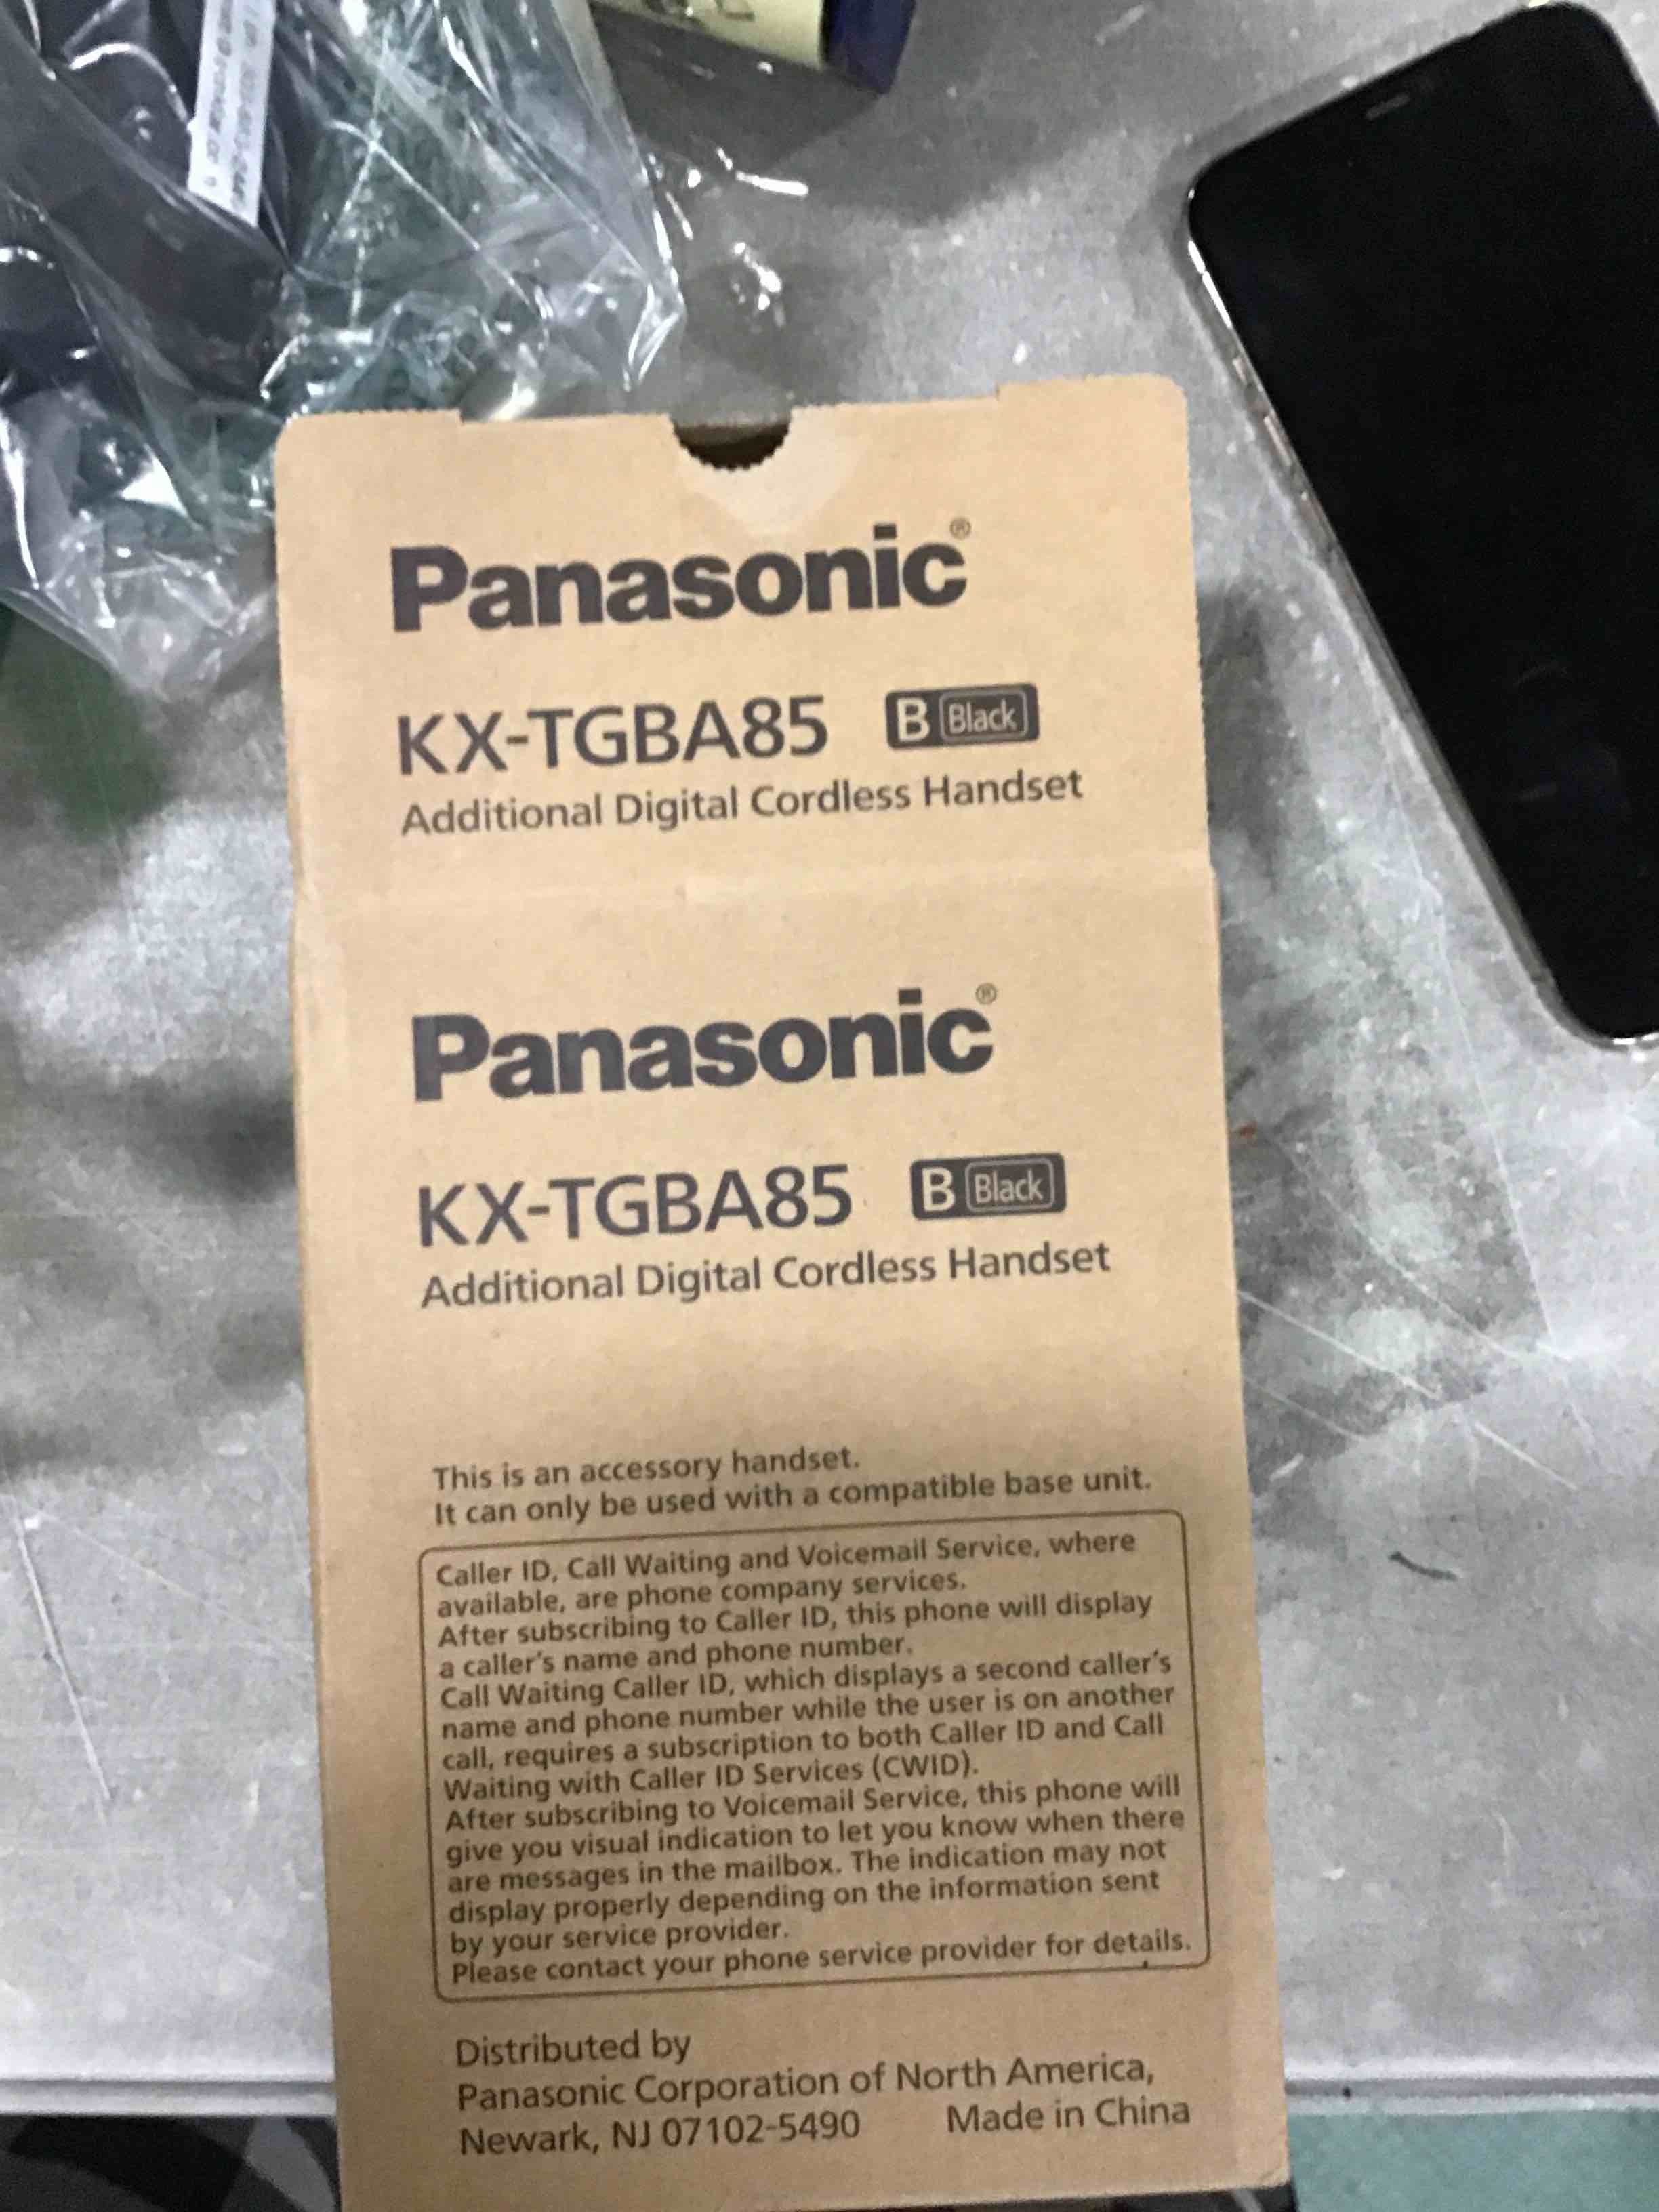 Panasonic®
KX-TGBA85 B Black
Additional Digital Cordless Handset
Panasonic®
KX-TGBA85 B Black
Additional Digital Cordless Handset
This is an accessory handset.
It can only be used with a compatible base unit.
Caller ID, Call Waiting and Voicemail Service, where
available, are phone company services.
After subscribing to Caller ID, this phone will display
a caller's name and phone number.
Call Waiting Caller ID, which displays a second caller's
name and phone number while the user is on another
call, requires a subscription to both Caller ID and Call
Waiting with Caller ID Services (CWID).
After subscribing to Voicemail Service, this phone will
give you visual indication to let you know when there
are messages in the mailbox. The indication may not
display properly depending on the information sent
by your service provider.
Please contact your phone service provider for details.
Distributed by
Panasonic Corporation of North America,
Newark, NJ 07102-5490 Made in China